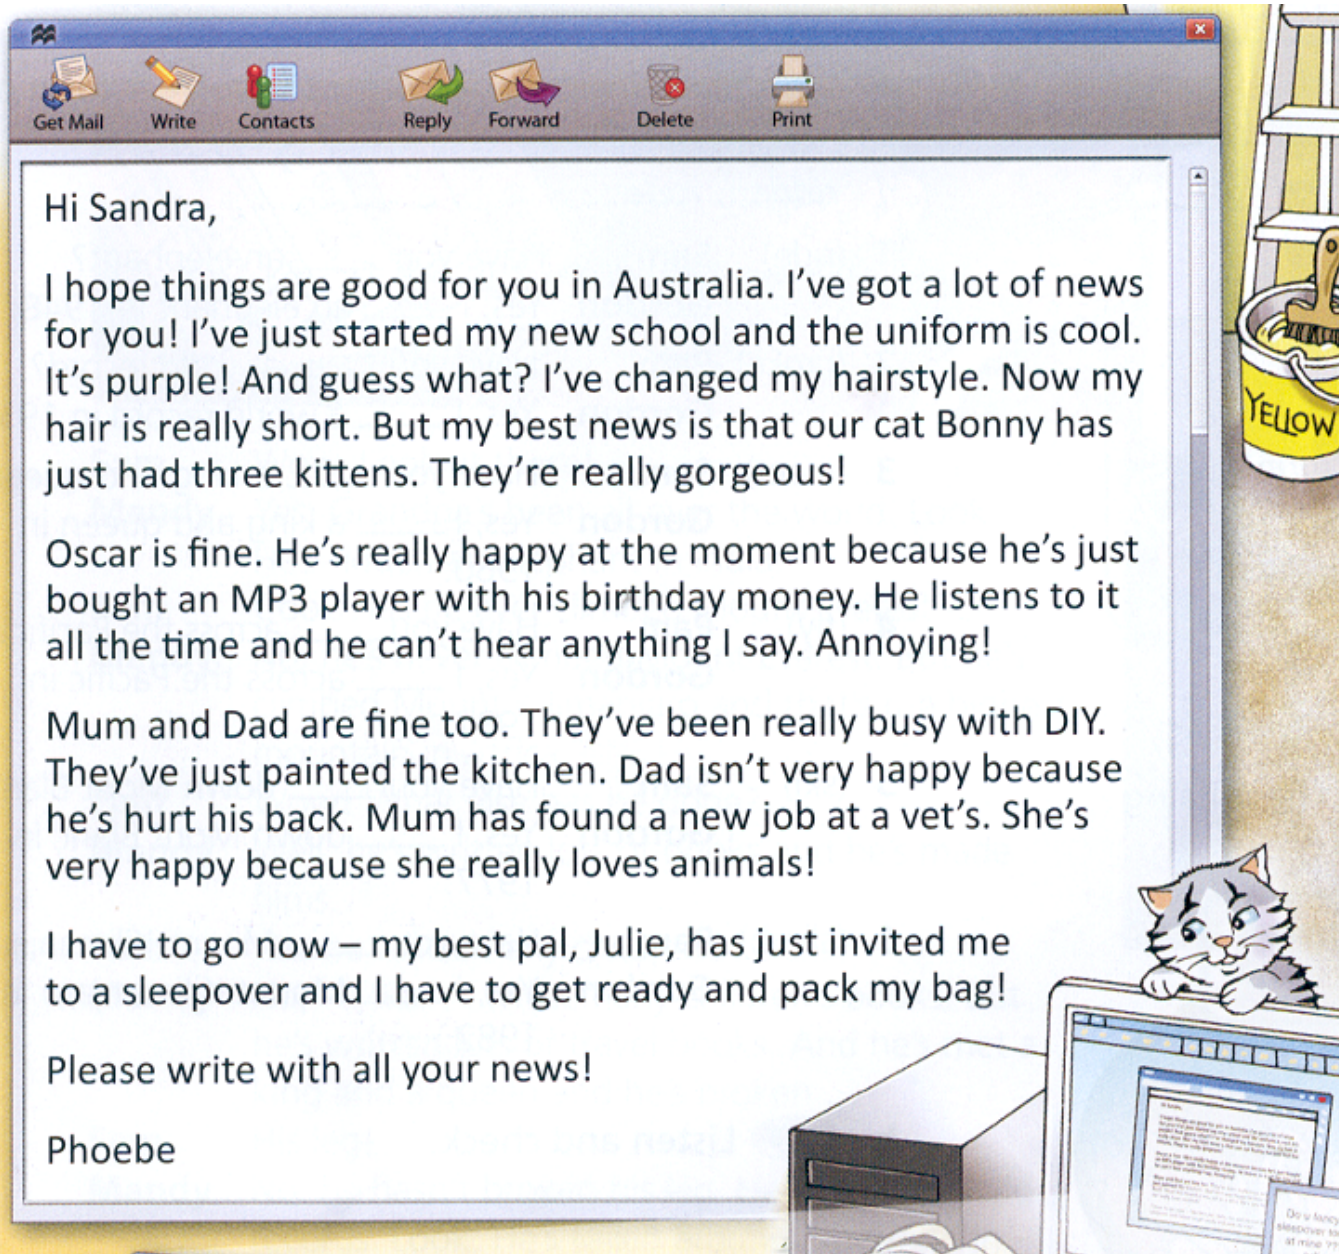 Get Mail Write Contacts Reply Forward Delete Print
Hi Sandra,
I hope things are good for you in Australia. I've got a lot of news
for you! I've just started my new school and the uniform is cool.
It's purple! And guess what? I've changed my hairstyle. Now my
hair is really short. But my best news is that our cat Bonny has
just had three kittens. They're really gorgeous!
Oscar is fine. He's really happy at the moment because he's just
bought an MP3 player with his birthday money. He listens to it
all the time and he can't hear anything I say. Annoying!
Mum and Dad are fine too. They've been really busy with DIY.
They've just painted the kitchen. Dad isn't very happy because
he's hurt his back. Mum has found a new job at a vet's. She's
very happy because she really loves animals!
I have to go now – my best pal, Julie, has just invited me
to a sleepover and I have to get ready and pack my bag!
Please write with all your news!
Phoebe
YELLOW
Do u fancy
sleepover
at mine